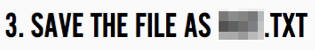 3. SAVE THE FILE AS .TXT